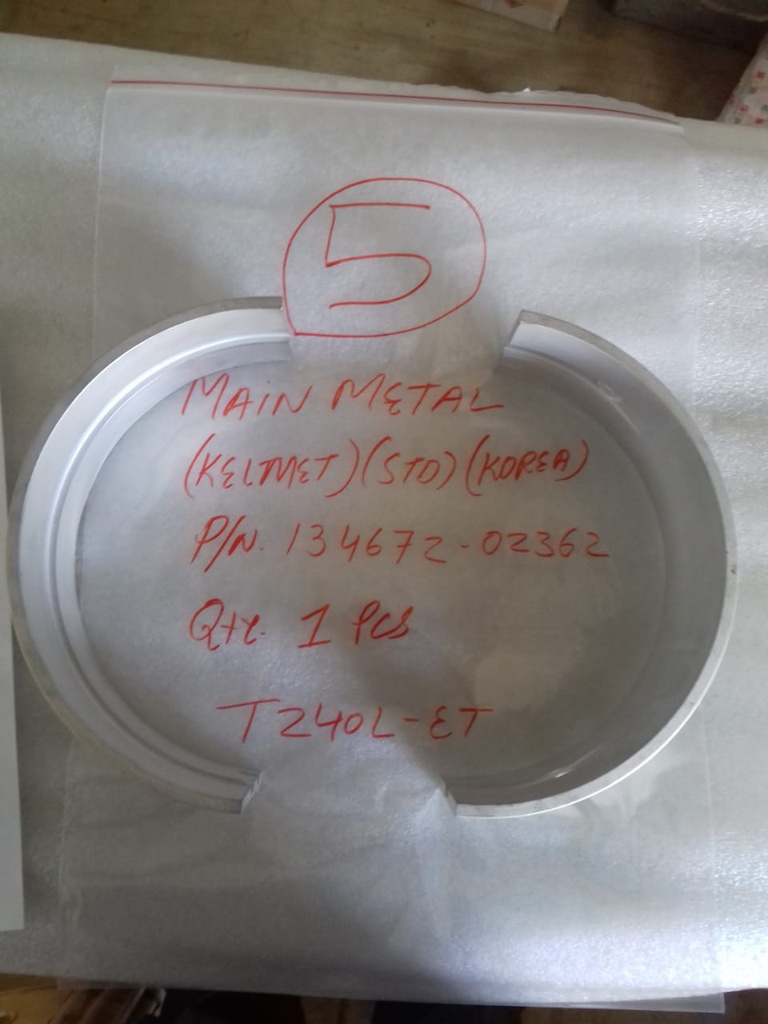 5
MAIN METAL
(KELMET) (STD) (KOREA)
P/N. 134672-02362
Qty. 1 Pcs
T240L-ET